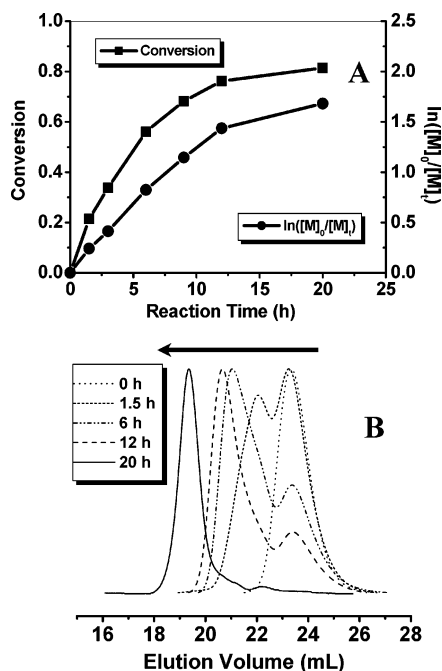 0.8
0.6
0.4
0.2
0.0
Conversion
Conversion
A
2.5
2.0
1.5
1.0
0.5
0.0
ln([M]0/[M]t)
ln([M]0/[M]t)
0 5 10 15 20 25
Reaction Time (h)
B
0 h
1.5 h
6 h
12 h
20 h
16 18 20 22 24 26 28
Elution Volume (mL)